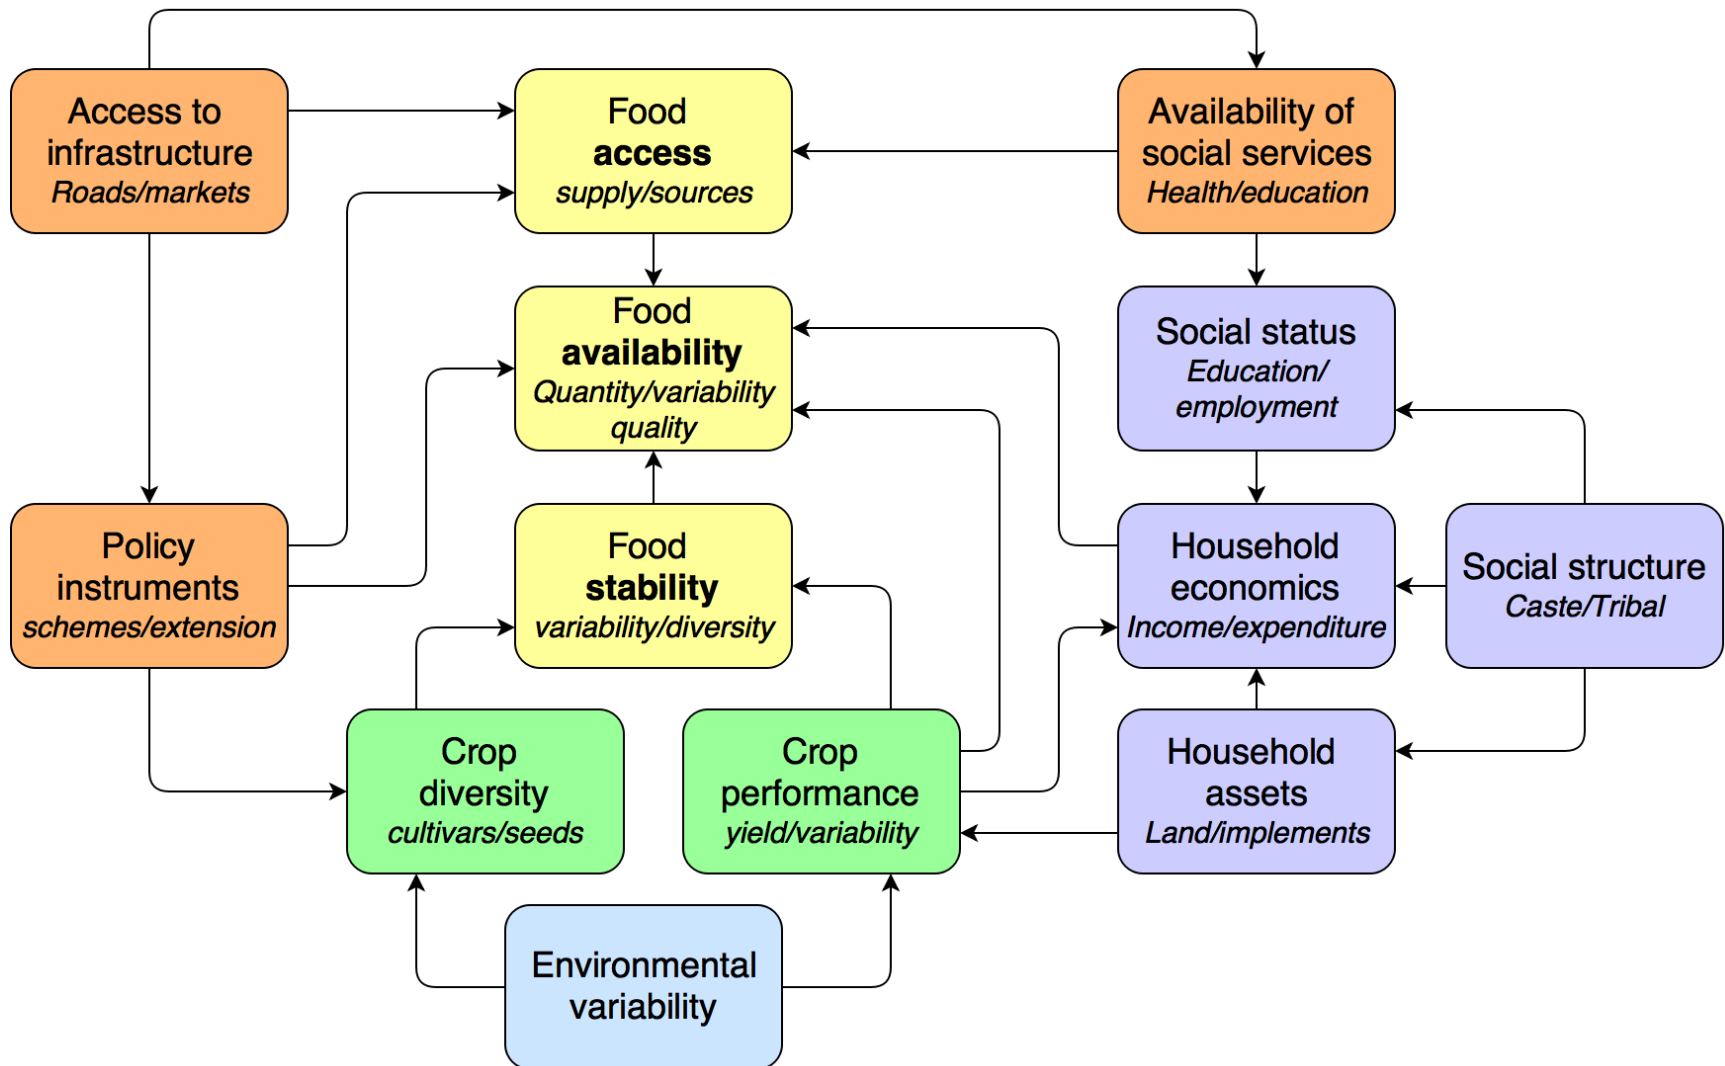 Access to
infrastructure
Roads/markets
Food
access
supply/sources
Availability of
social services
Health/education
Food
availability
Quantity/variability
quality
Social status
Education/
employment
Policy
instruments
schemes/extension
Food
stability
variability/diversity
Household
economics
Income/expenditure
Social structure
Caste/Tribal
Crop
diversity
cultivars/seeds
Crop
performance
yield/variability
Household
assets
Land/implements
Environmental
variability